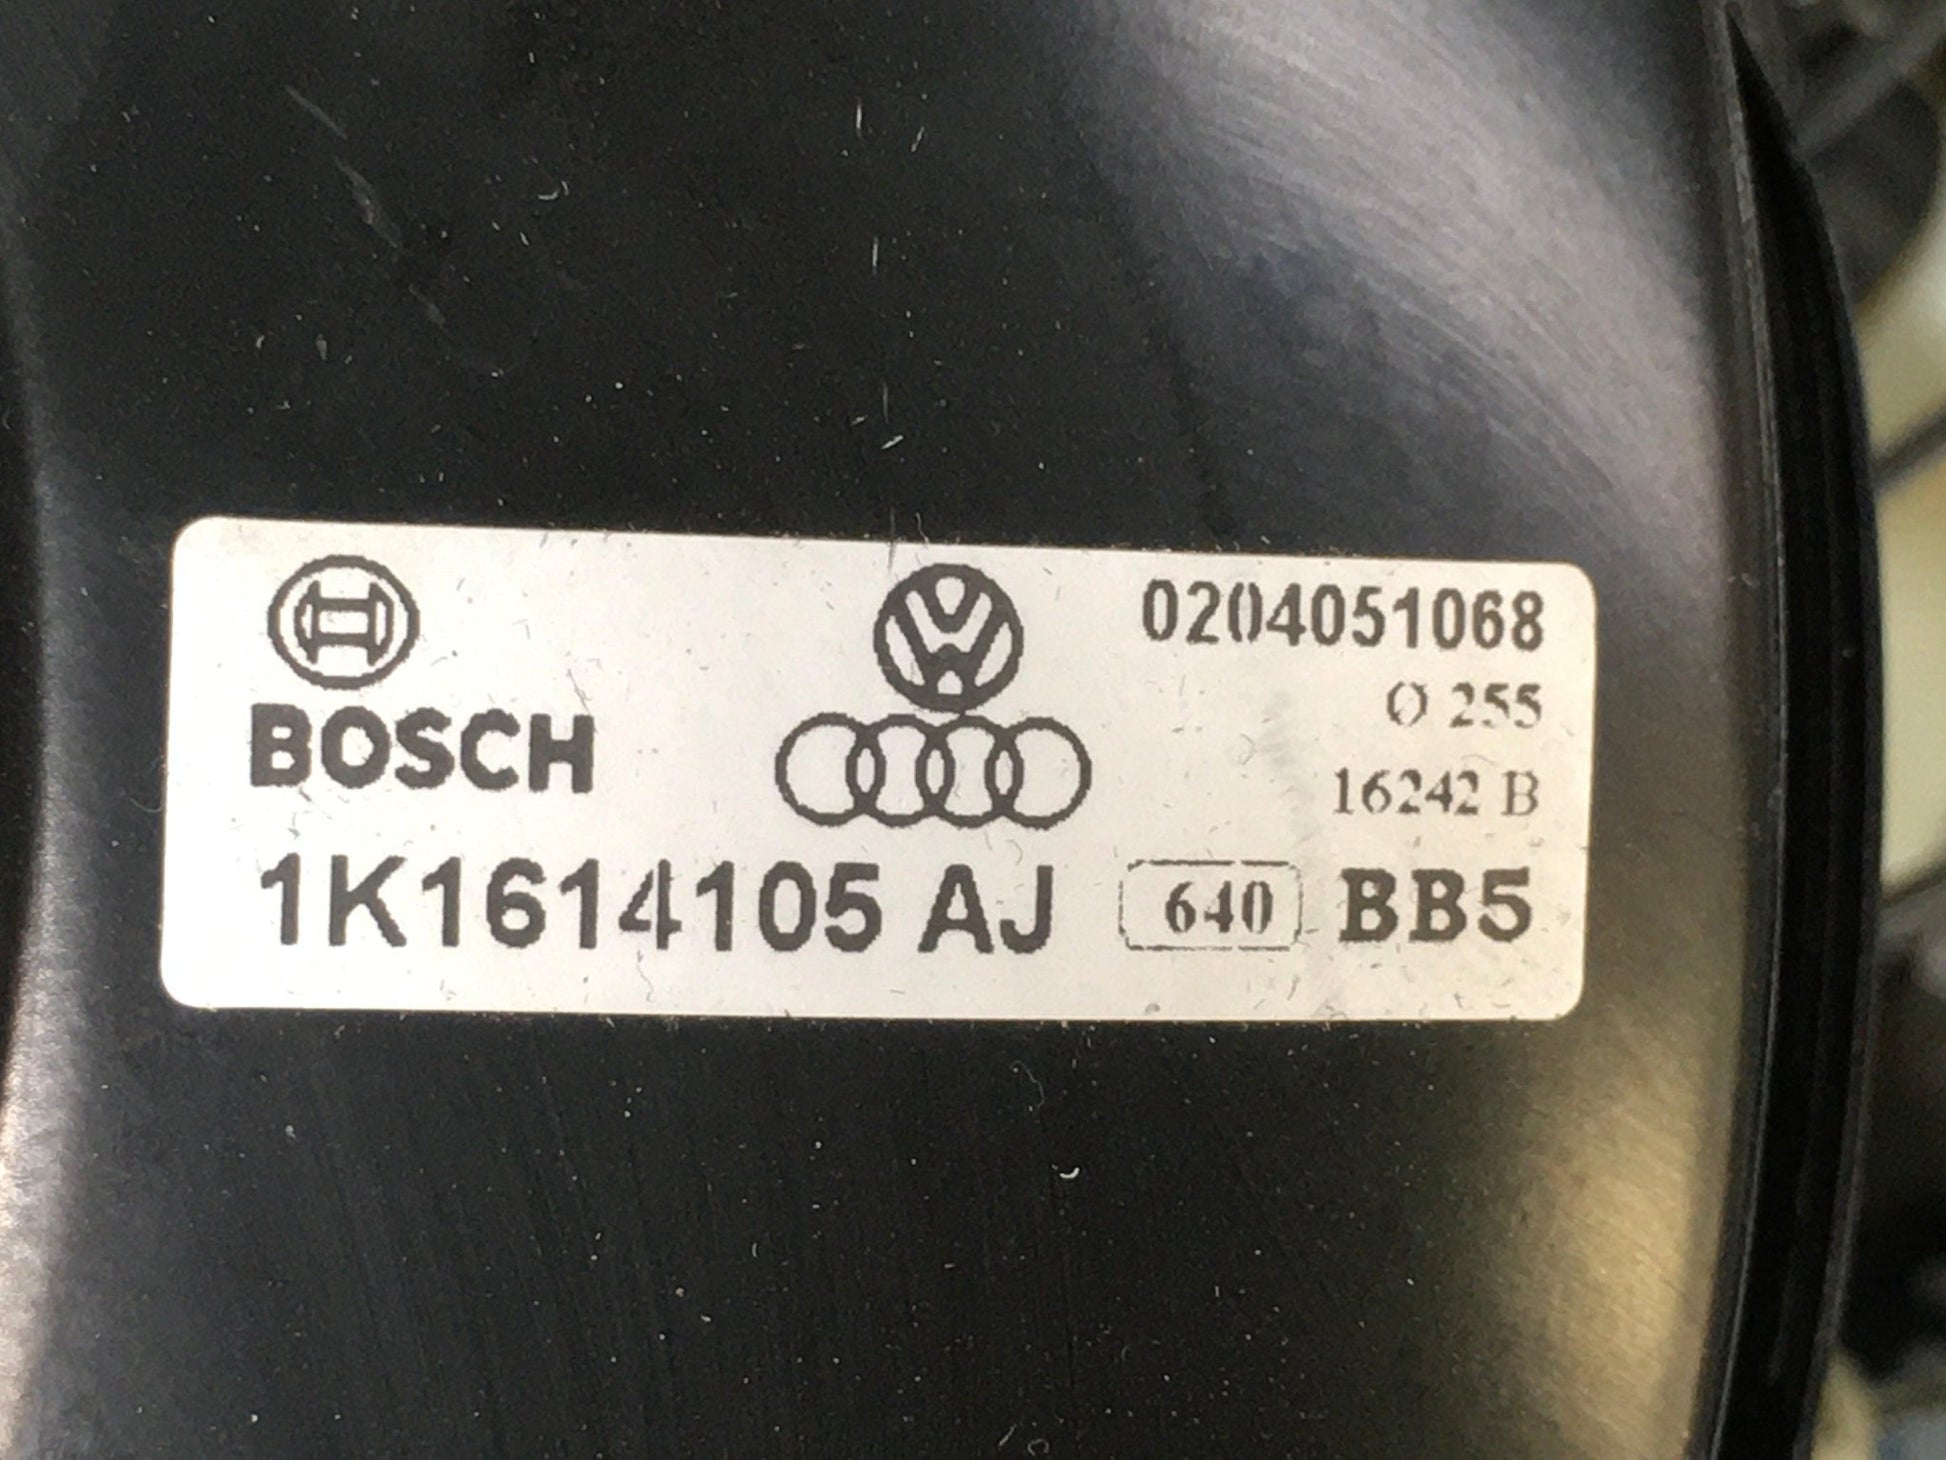 0204051068
Ø 255
BOSCH
16242 B
1K1614105 AJ 640 BB5